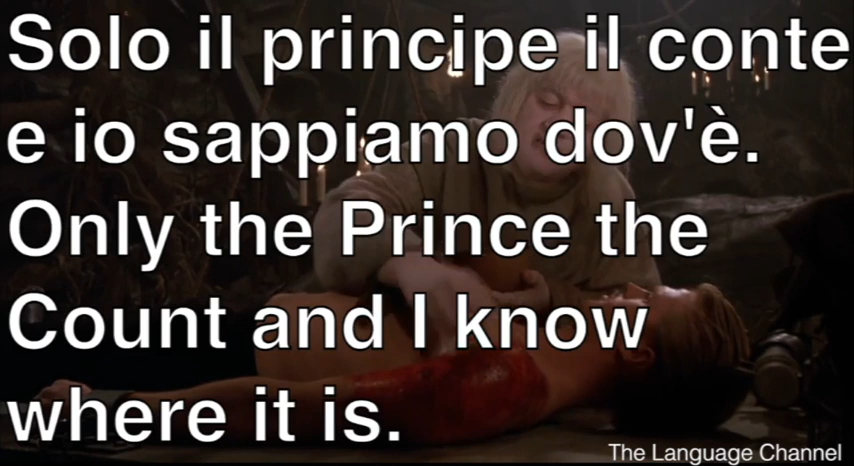 Solo il principe il conte
e io sappiamo dov'è.
Only the Prince the
Count and I know
where it is.
The Language Channel